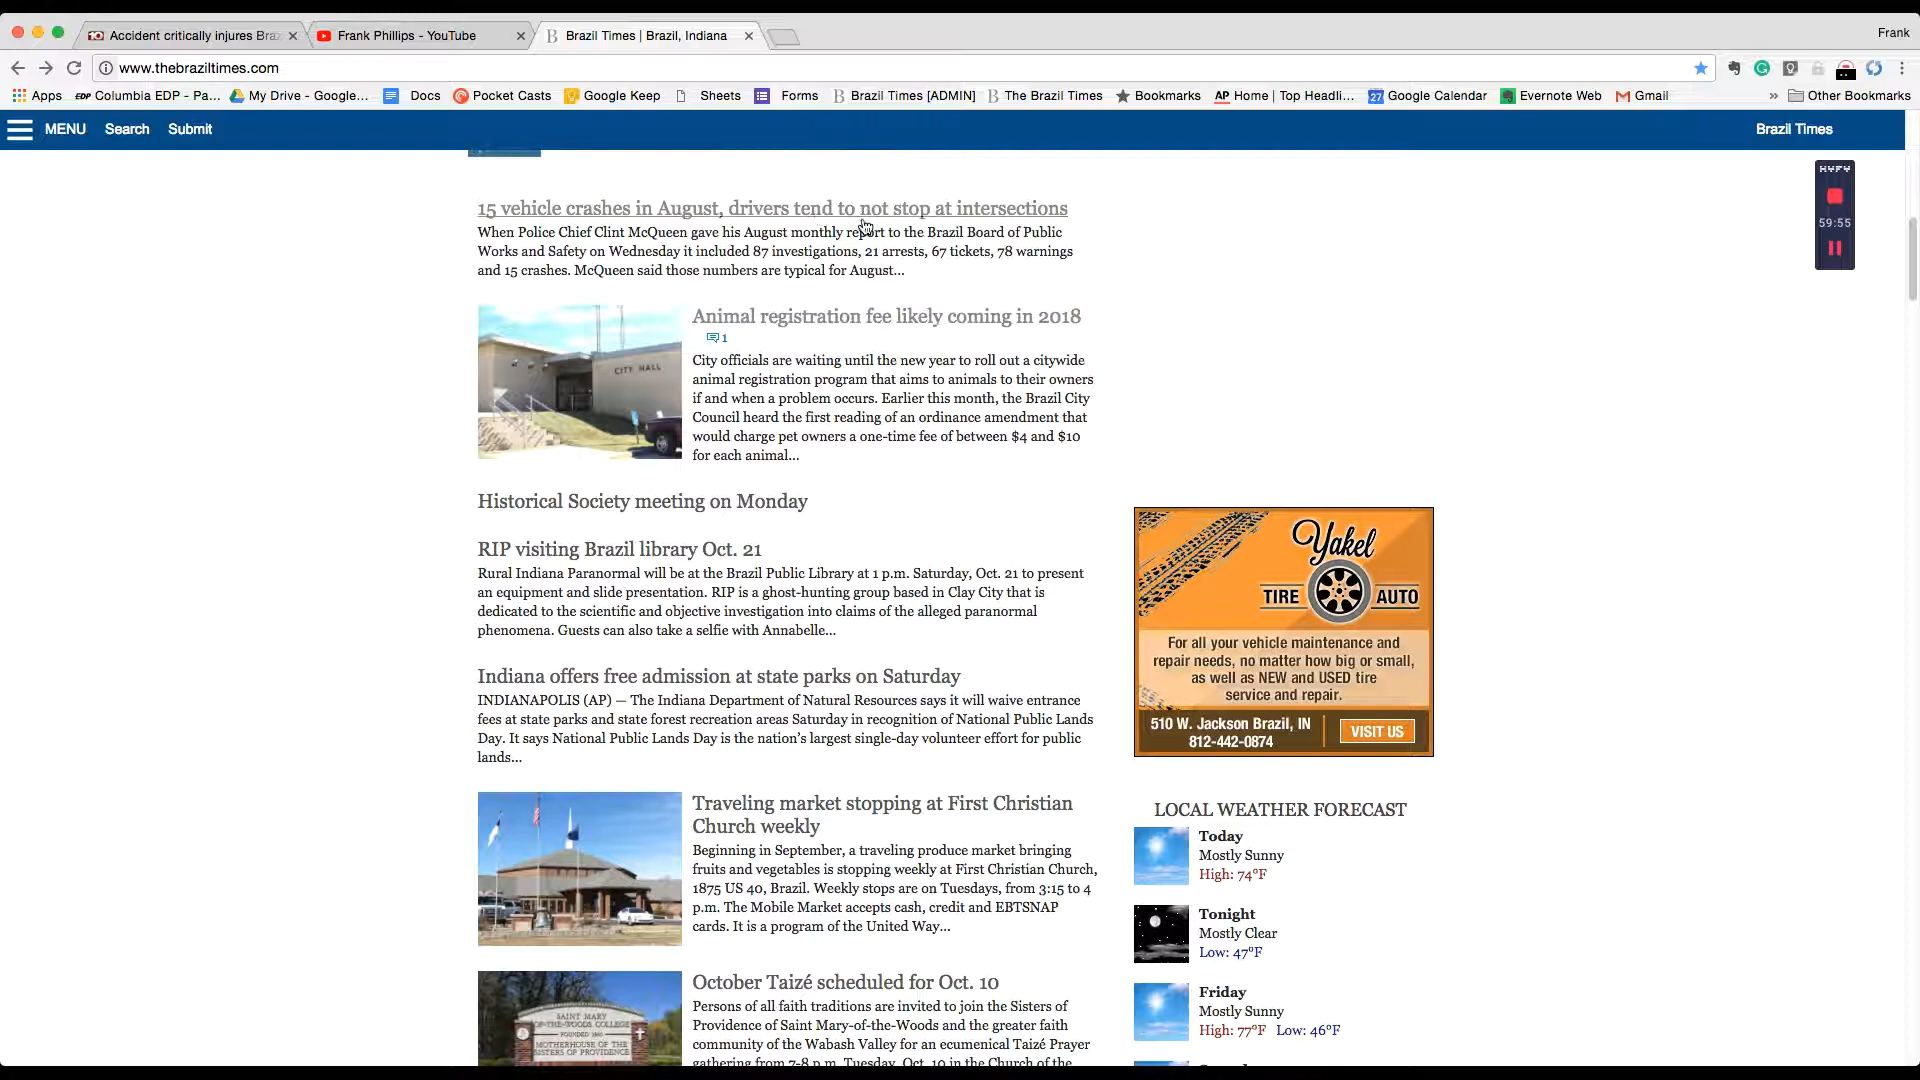 Accident critically injures Braz
Frank Phillips - YouTube
Brazil Times | Brazil, Indiana
Frank
www.thebraziltimes.com
Apps
EDP Columbia EDP - Pa...
My Drive - Google...
Docs
Pocket Casts
Google Keep
Sheets
Forms
Brazil Times [ADMIN]
The Brazil Times
Bookmarks
AP Home | Top Headli...
27 Google Calendar
Evernote Web
Gmail
» Other Bookmarks
MENU Search Submit
Brazil Times
59:55
15 vehicle crashes in August, drivers tend to not stop at intersections
When Police Chief Clint McQueen gave his August monthly report to the Brazil Board of Public
Works and Safety on Wednesday it included 87 investigations, 21 arrests, 67 tickets, 78 warnings
and 15 crashes. McQueen said those numbers are typical for August...
CITY HALL
Animal registration fee likely coming in 2018
1
City officials are waiting until the new year to roll out a citywide
animal registration program that aims to animals to their owners
if and when a problem occurs. Earlier this month, the Brazil City
Council heard the first reading of an ordinance amendment that
would charge pet owners a one-time fee of between $4 and $10
for each animal...
Historical Society meeting on Monday
RIP visiting Brazil library Oct. 21
Rural Indiana Paranormal will be at the Brazil Public Library at 1 p.m. Saturday, Oct. 21 to present
an equipment and slide presentation. RIP is a ghost-hunting group based in Clay City that is
dedicated to the scientific and objective investigation into claims of the alleged paranormal
phenomena. Guests can also take a selfie with Annabelle...
Indiana offers free admission at state parks on Saturday
INDIANAPOLIS (AP) — The Indiana Department of Natural Resources says it will waive entrance
fees at state parks and state forest recreation areas Saturday in recognition of National Public Lands
Day. It says National Public Lands Day is the nation's largest single-day volunteer effort for public
lands...
Traveling market stopping at First Christian
Church weekly
Beginning in September, a traveling produce market bringing
fruits and vegetables is stopping weekly at First Christian Church,
1875 US 40, Brazil. Weekly stops are on Tuesdays, from 3:15 to 4
p.m. The Mobile Market accepts cash, credit and EBTSNAP
cards. It is a program of the United Way...
SAINT MARY
OF-THE-WOODS COLLEGE
FOUNDED 1840
MOTHERHOUSE OF THE
SISTERS OF PROVIDENCE
October Taizé scheduled for Oct. 10
Persons of all faith traditions are invited to join the Sisters of
Providence of Saint Mary-of-the-Woods and the greater faith
community of the Wabash Valley for an ecumenical Taizé Prayer
gathering from 7-8 p.m. Tuesday, Oct. 10 in the Church of the
Yakel
TIRE AUTO
For all your vehicle maintenance and
repair needs, no matter how big or small,
as well as NEW and USED tire
service and repair.
510 W. Jackson Brazil, IN
812-442-0874
VISIT US
LOCAL WEATHER FORECAST
Today
Mostly Sunny
High: 74°F
Tonight
Mostly Clear
Low: 47°F
Friday
Mostly Sunny
High: 77°F Low: 46°F